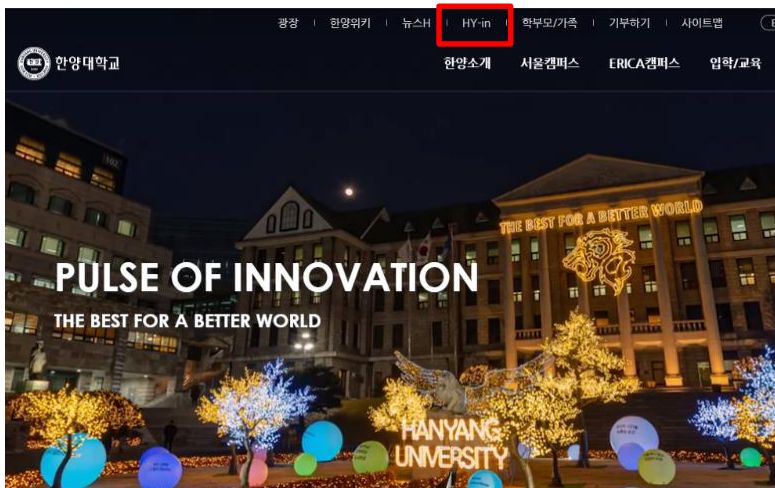 광장 | 한양위키 | 뉴스H | HY-in | 학부모/가족 | 기부하기 | 사이트맵
한양대학교
한양소개 서울캠퍼스 ERICA캠퍼스 입학/교육
THE BEST FOR A BETTER WORLD
PULSE OF INNOVATION
THE BEST FOR A BETTER WORLD
HANYANG
UNIVERSITY